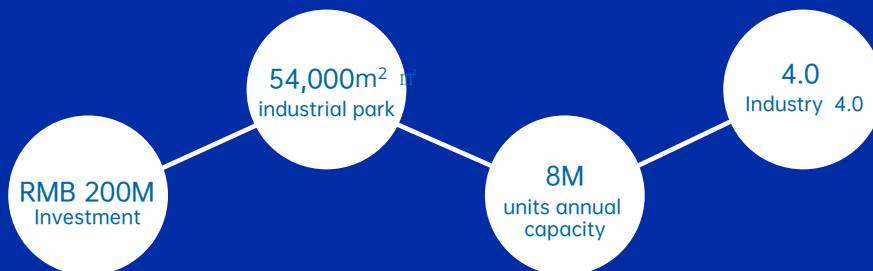 RMB 200M
Investment
54,000m² ㎡
industrial park
8M
units annual
capacity
4.0
Industry 4.0